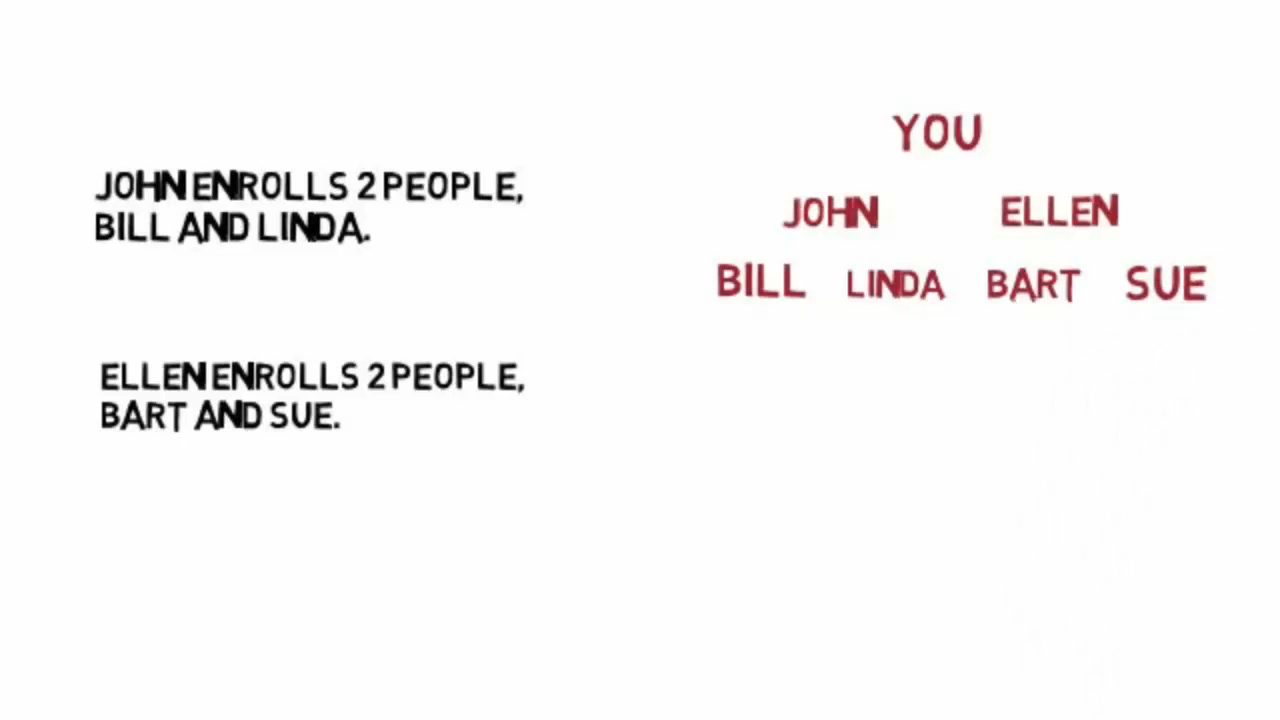 JOHN ENROLLS 2 PEOPLE,
BILL AND LINDA.
ELLEN ENROLLS 2 PEOPLE,
BART AND SUE.
YOU
JOHN ELLEN
BILL LINDA BART SUE